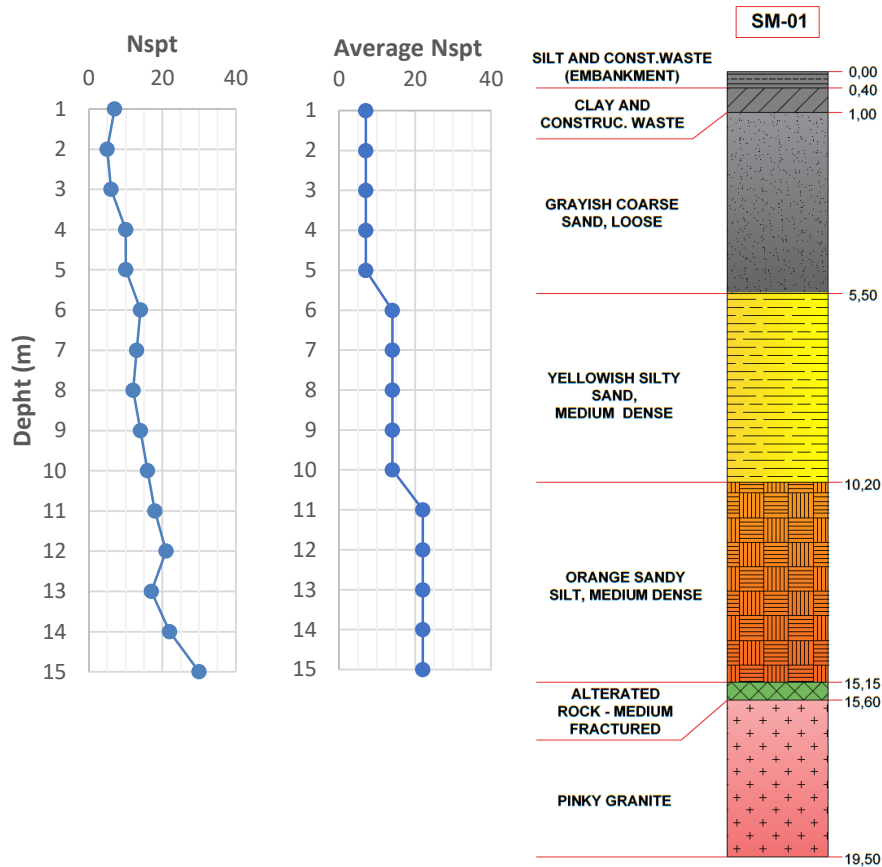 Nspt
0 20 40
1
2
3
4
5
6
7
8
9
10
11
12
13
14
15
Depht (m)
Average Nspt
0 20 40
1
2
3
4
5
6
7
8
9
10
11
12
13
14
15
SM-01
SILT AND CONST.WASTE
(EMBANKMENT)
CLAY AND
CONSTRUC. WASTE
GRAYISH COARSE
SAND, LOOSE
YELLOWISH SILTY
SAND,
MEDIUM DENSE
ORANGE SANDY
SILT, MEDIUM DENSE
ALTERATED
ROCK - MEDIUM
FRACTURED
PINKY GRANITE
0,00
0,40
1,00
5,50
10,20
15,15
15,60
19,50